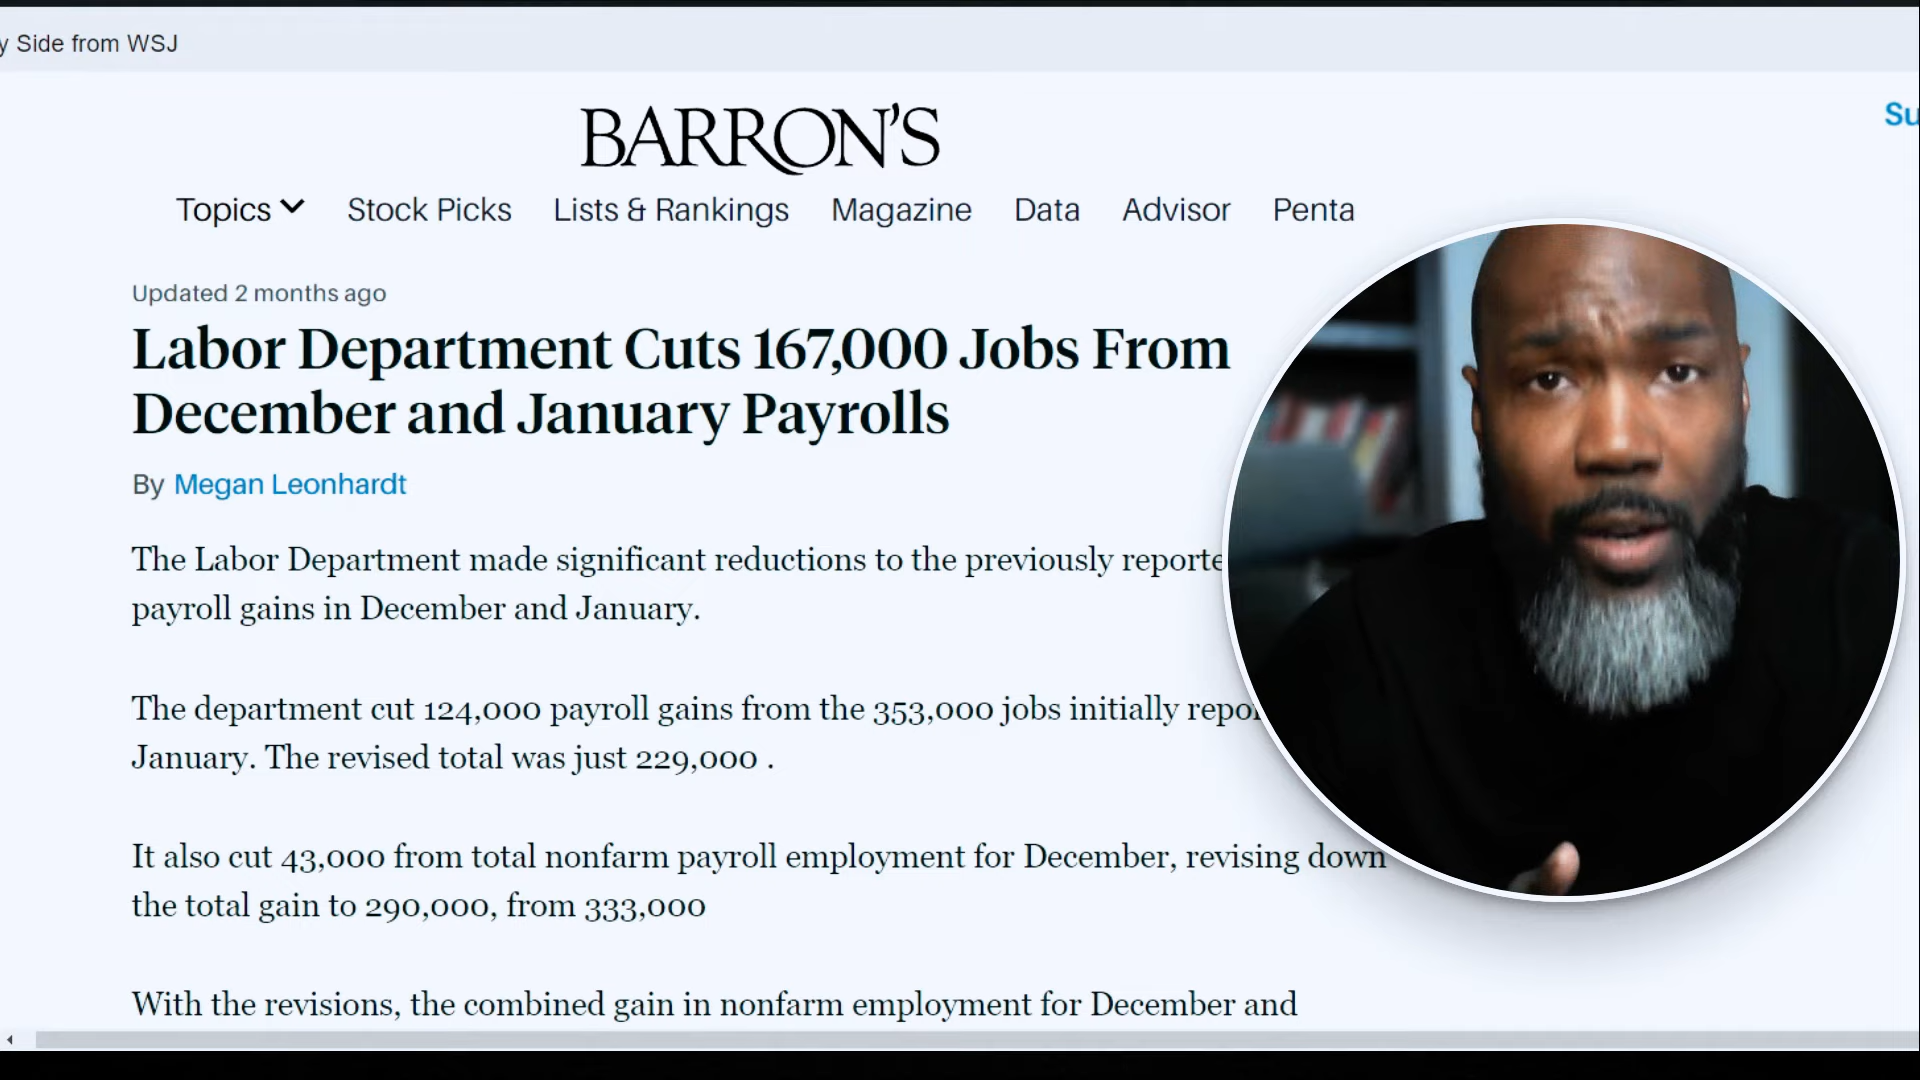 Side from WSJ
BARRON'S
Topics Stock Picks Lists & Rankings Magazine Data Advisor Penta
Updated 2 months ago
Labor Department Cuts 167,000 Jobs From
December and January Payrolls
By Megan Leonhardt
The Labor Department made significant reductions to the previously
payroll gains in December and January.
The department cut 124,000 payroll gains from the 353,000 jobs initially
January. The revised total was just 229,000 .
It also cut 43,000 from total nonfarm payroll employment for December, revising down
the total gain to 290,000, from 333,000
With the revisions, the combined gain in nonfarm employment for December and